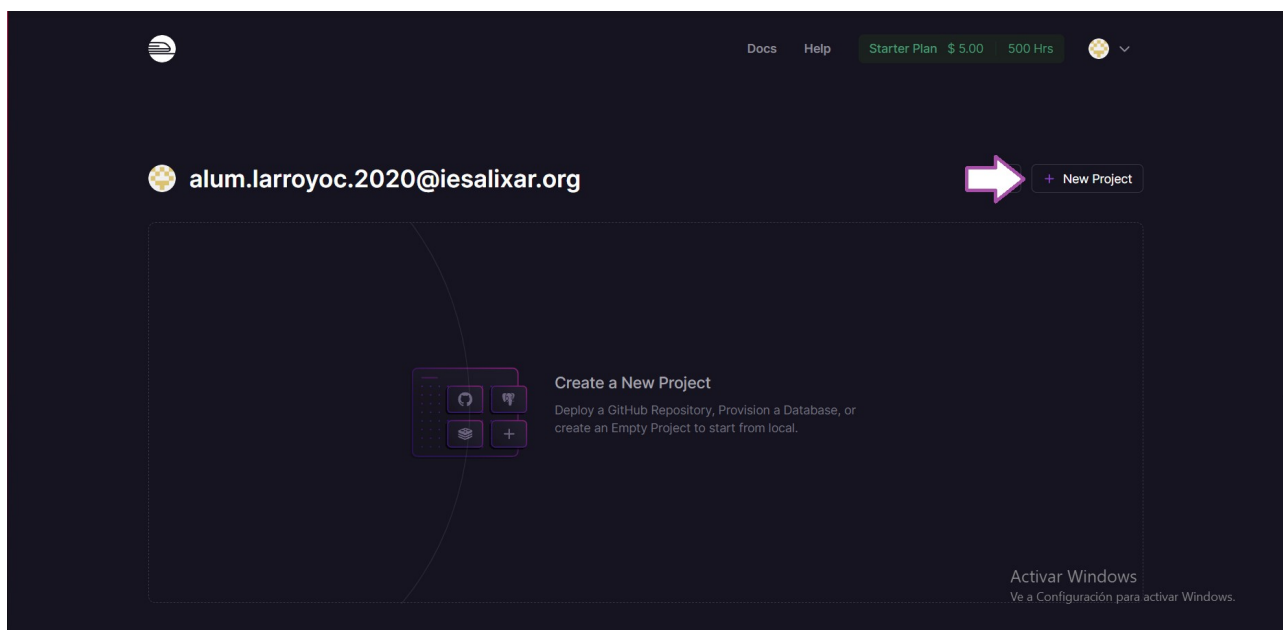 Docs Help Starter Plan $ 5.00 500 Hrs
alum.larroyoc.2020@iesalixar.org
+ New Project
Create a New Project
Deploy a GitHub Repository, Provision a Database, or
create an Empty Project to start from local.
Activar Windows
Ve a Configuración para activar Windows.